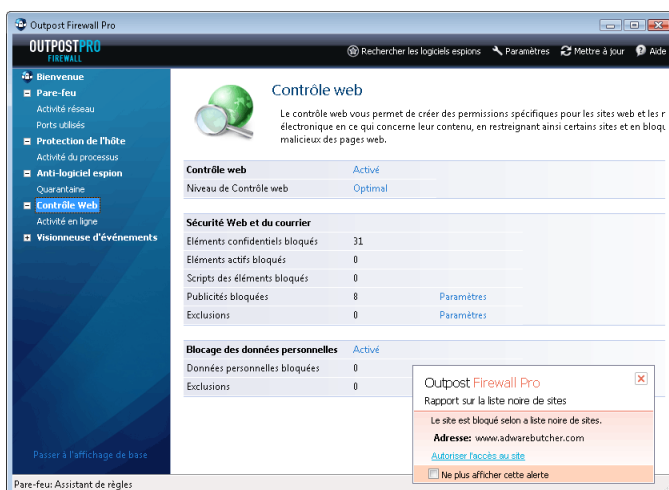 Outpost Firewall Pro
OUTPOSTPRO
FIREWALL
Rechercher les logiciels espions Paramètres Mettre à jour Aide
Bienvenue
Pare-feu
Activité réseau
Ports utilisés
Protection de l'hôte
Activité du processus
Anti-logiciel espion
Quarantaine
Contrôle Web
Activité en ligne
Visionneuse d'événements
Passer à l'affichage de base
Contrôle web
Le contrôle web vous permet de créer des permissions spécifiques pour les sites web et les
électronique en ce qui concerne leur contenu, en restreignant ainsi certains sites et en
malicieux des pages web.
Contrôle web Activé
Niveau de Contrôle web Optimal
Sécurité Web et du courrier
Eléments confidentiels bloqués 31
Eléments actifs bloqués 0
Scripts des éléments bloqués 0
Publicités bloquées 8 Paramètres
Exclusions 0 Paramètres
Blocage des données personnelles Activé
Données personnelles bloquées 0
Exclusions 0
Outpost Firewall Pro
Rapport sur la liste noire de sites
Le site est bloqué selon a liste noire de sites.
Adresse: www.adwarebutcher.com
Autoriser l'accès au site
Ne plus afficher cette alerte
Pare-feu: Assistant de règles